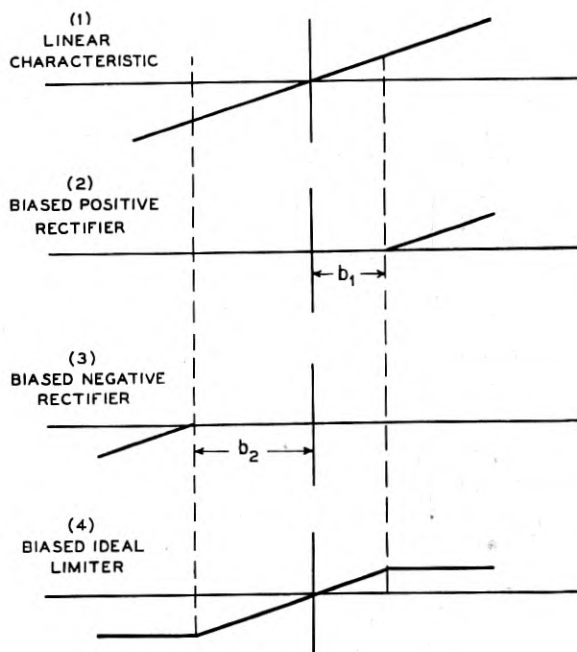 (1)
LINEAR
CHARACTERISTIC
(2)
BIASED POSITIVE
RECTIFIER
b₁
(3)
BIASED NEGATIVE
RECTIFIER
b₂
(4)
BIASED IDEAL
LIMITER